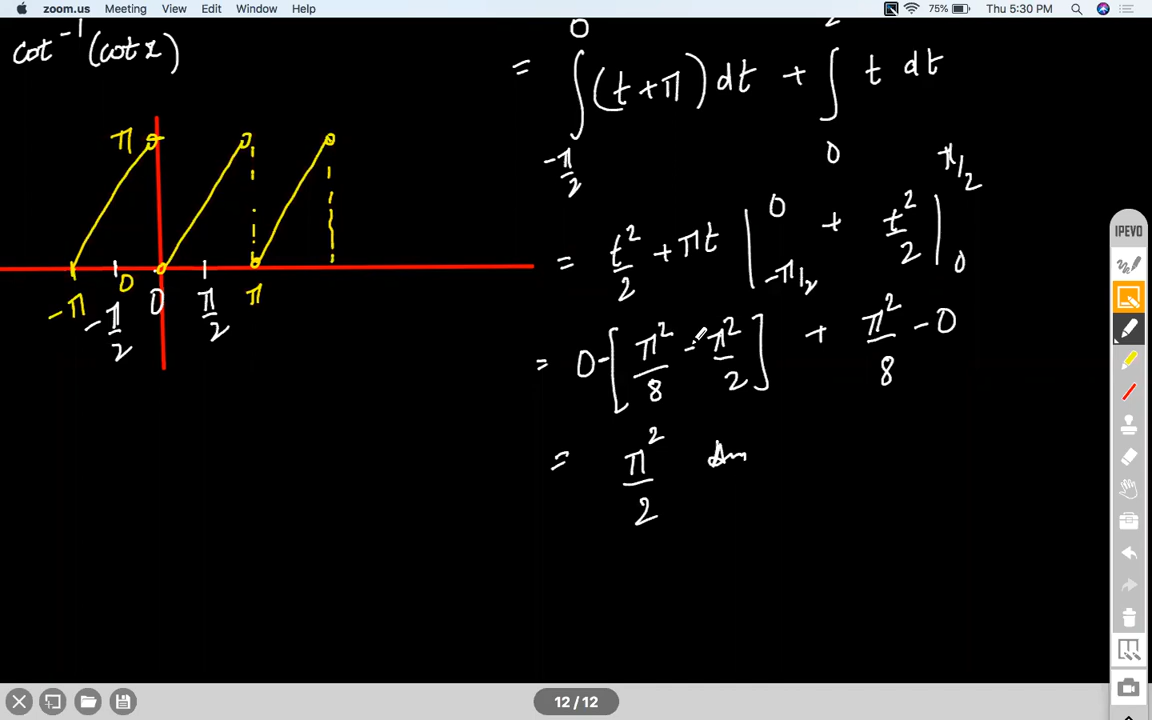 zoom.us Meeting View Edit Window Help 75% Thu 5:30 PM
cot⁻¹(cot x)
= ∫_{-π/2}^{0} (t+π) dt + ∫_{0} t dt
π
-π -π/2 0 0 π/2 π
= t²/2 + πt |_{-π/2}^{0} + t²/2 |_{0}^{π/2}
= 0-[π²/8 - π²/2] + π²/8 - 0
= π²/2 Ans
IPEVO
12 / 12